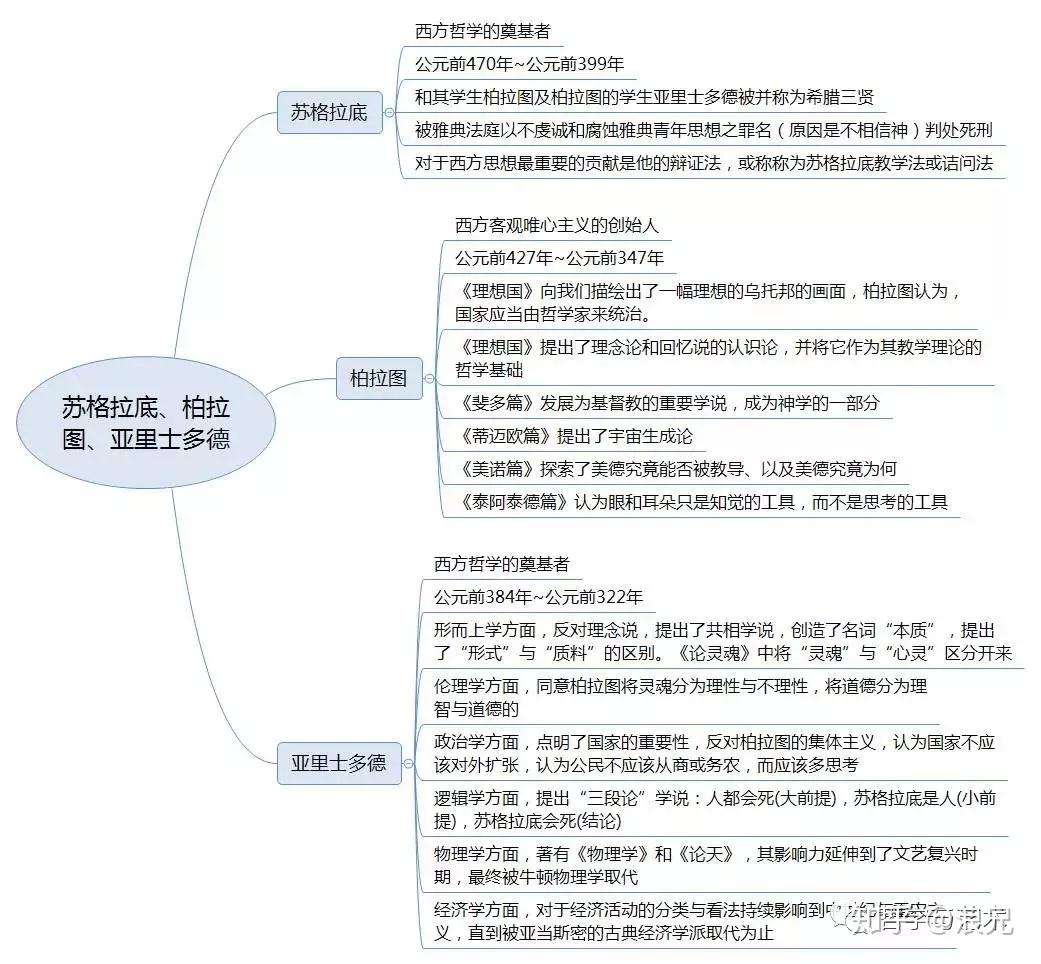 苏格拉底、柏拉
图、亚里士多德
苏格拉底
西方哲学的奠基者
公元前470年~公元前399年
和其学生柏拉图及柏拉图的学生亚里士多德被并称为希腊三贤
被雅典法庭以不虔诚和腐蚀雅典青年思想之罪名（原因是不相信神）判处死刑
对于西方思想最重要的贡献是他的辩证法，或称称为苏格拉底教学法或诘问法
柏拉图
西方客观唯心主义的创始人
公元前427年~公元前347年
《理想国》向我们描绘出了一幅理想的乌托邦的画面，柏拉图认为，
国家应当由哲学家来统治。
《理想国》提出了理念论和回忆说的认识论，并将它作为其教学理论的
哲学基础
《斐多篇》发展为基督教的重要学说，成为神学的一部分
《蒂迈欧篇》提出了宇宙生成论
《美诺篇》探索了美德究竟能否被教导、以及美德究竟为何
《泰阿泰德篇》认为眼和耳朵只是知觉的工具，而不是思考的工具
亚里士多德
西方哲学的奠基者
公元前384年~公元前322年
形而上学方面，反对理念说，提出了共相学说，创造了名词“本质”，提出
了“形式”与“质料”的区别。《论灵魂》中将“灵魂”与“心灵”区分开来
伦理学方面，同意柏拉图将灵魂分为理性与不理性，将道德分为理
智与道德的
政治学方面，点明了国家的重要性，反对柏拉图的集体主义，认为国家不应
该对外扩张，认为公民不应该从商或务农，而应该多思考
逻辑学方面，提出“三段论”学说：人都会死(大前提)，苏格拉底是人(小前
提)，苏格拉底会死(结论)
物理学方面，著有《物理学》和《论天》，其影响力延伸到了文艺复兴时
期，最终被牛顿物理学取代
经济学方面，对于经济活动的分类与看法持续影响到
义，直到被亚当斯密的古典经济学派取代为止
知乎 @浪兄